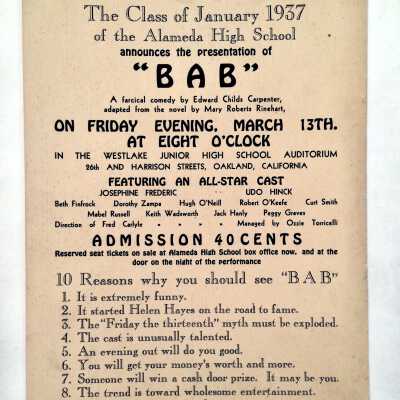 The Class of January 1937
of the Alameda High School
announces the presentation of
"BAB"
A farcical comedy by Edward Childs Carpenter,
adapted from the novel by Mary Roberts Rinehart,
ON FRIDAY EVENING, MARCH 13TH,
AT EIGHT O'CLOCK
IN THE WESTLAKE JUNIOR HIGH SCHOOL AUDITORIUM
26th AND HARRISON STREETS, OAKLAND, CALIFORNIA
FEATURING AN ALL-STAR CAST
JOSEPHINE FREDERIC UDO HINCK
Beth Finfrock Dorothy Zampa Hugh O'Neill Robert O'Keefe Curt Smith
Mabel Russell Keith Wadsworth Jack Hanly Peggy Graves
Direction of Fred Carlyle • • • • Managed by Ossie Torricelli
ADMISSION 40 CENTS
Reserved seat tickets on sale at Alameda High School box office now, and at the
door on the night of the performance
10 Reasons why you should see "BAB"
1. It is extremely funny.
2. It started Helen Hayes on the road to fame.
3. The "Friday the thirteenth" myth must be exploded.
4. The cast is unusually talented.
5. An evening out will do you good.
6. You will get your money's worth and more.
7. Someone will win a cash door prize. It may be you.
8. The trend is toward wholesome entertainment.